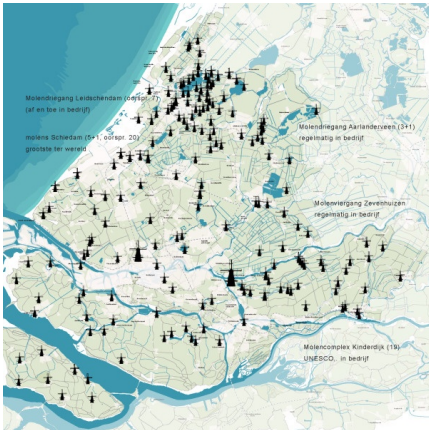 Molendriegang Leidschendam (oorspr. 7)
(af en toe in bedrijf)
molens Schiedam (5+1, oorspr. 20)
grootste ter wereld
Molendriegang Aarlanderveen (3+1)
regelmatig in bedrijf
Molenviergang Zevenhuizen
regelmatig in bedrijf
Molencomplex Kinderdijk (19)
UNESCO, in bedrijf